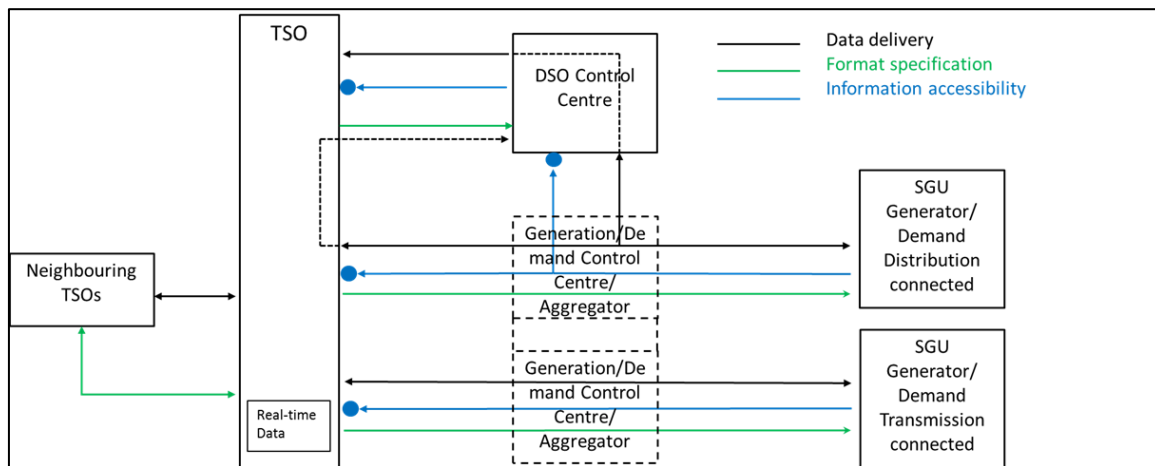 TSO
DSO Control
Centre
Data delivery
Format specification
Information accessibility
Neighbouring
TSOs
Generation/De
mand Control
Centre/
Aggregator
SGU
Generator/
Demand
Distribution
connected
Real-time
Data
Generation/De
mand Control
Centre/
Aggregator
SGU
Generator/
Demand
Transmission
connected